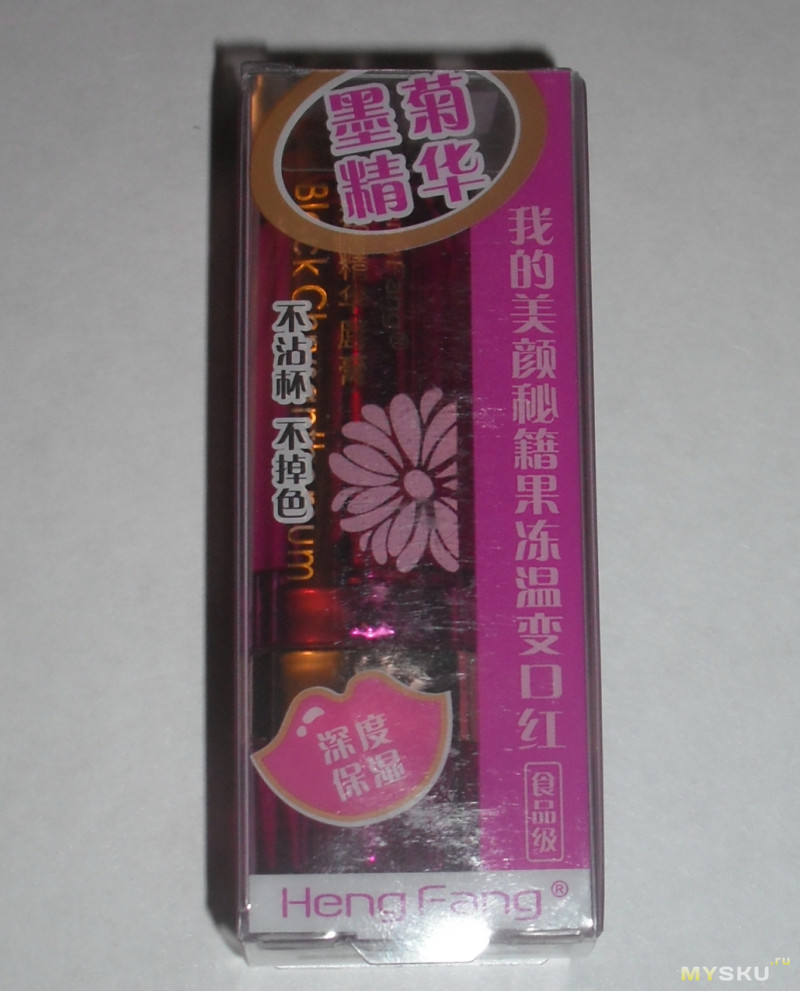 墨菊
精华
我的美颜秘籍果冻温变口红
食品级
不沾杯 不掉色
Black Chrysanthemum
深度
保湿
Heng Fang®
MYSKU.ru